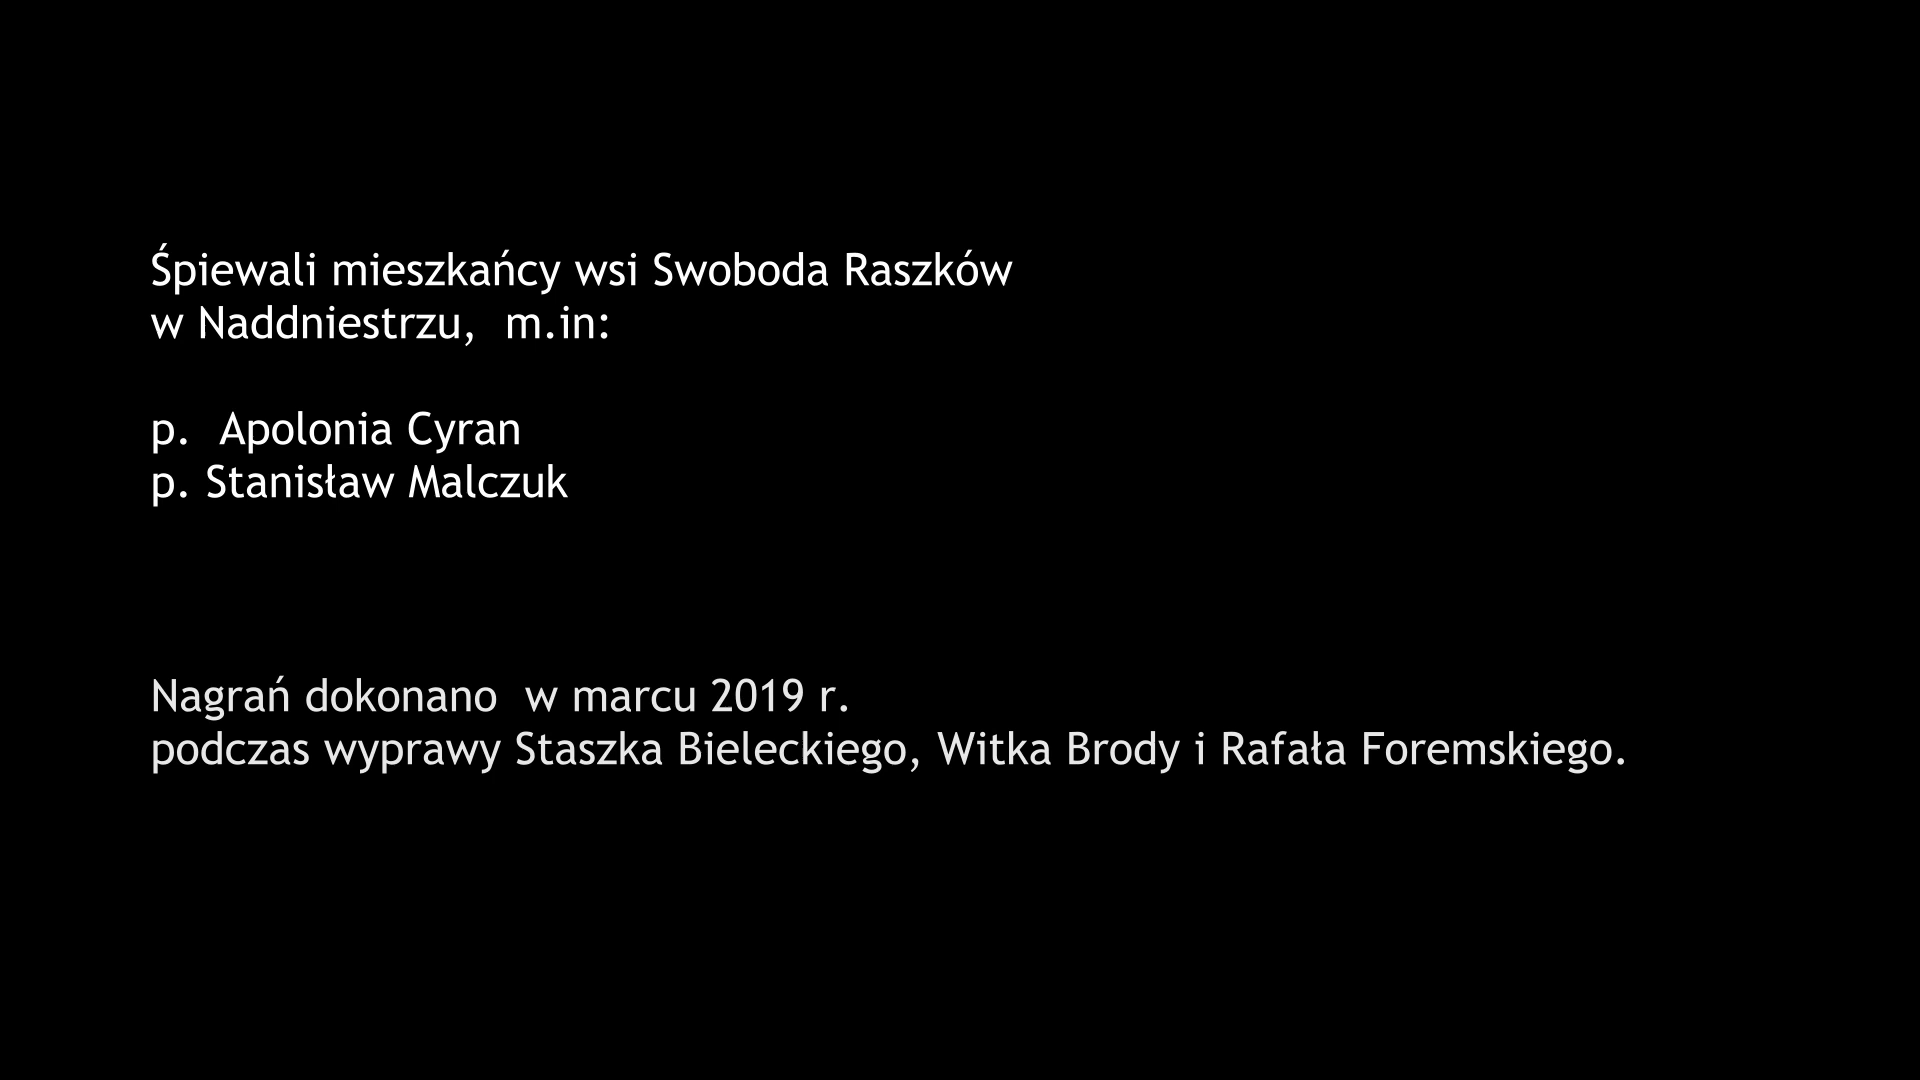 Śpiewali mieszkańcy wsi Swoboda Raszków
w Naddniestrzu,  m.in:
p.  Apolonia Cyran
p. Stanisław Malczuk
Nagrań dokonano  w marcu 2019 r.
podczas wyprawy Staszka Bieleckiego, Witka Brody i Rafała Foremskiego.